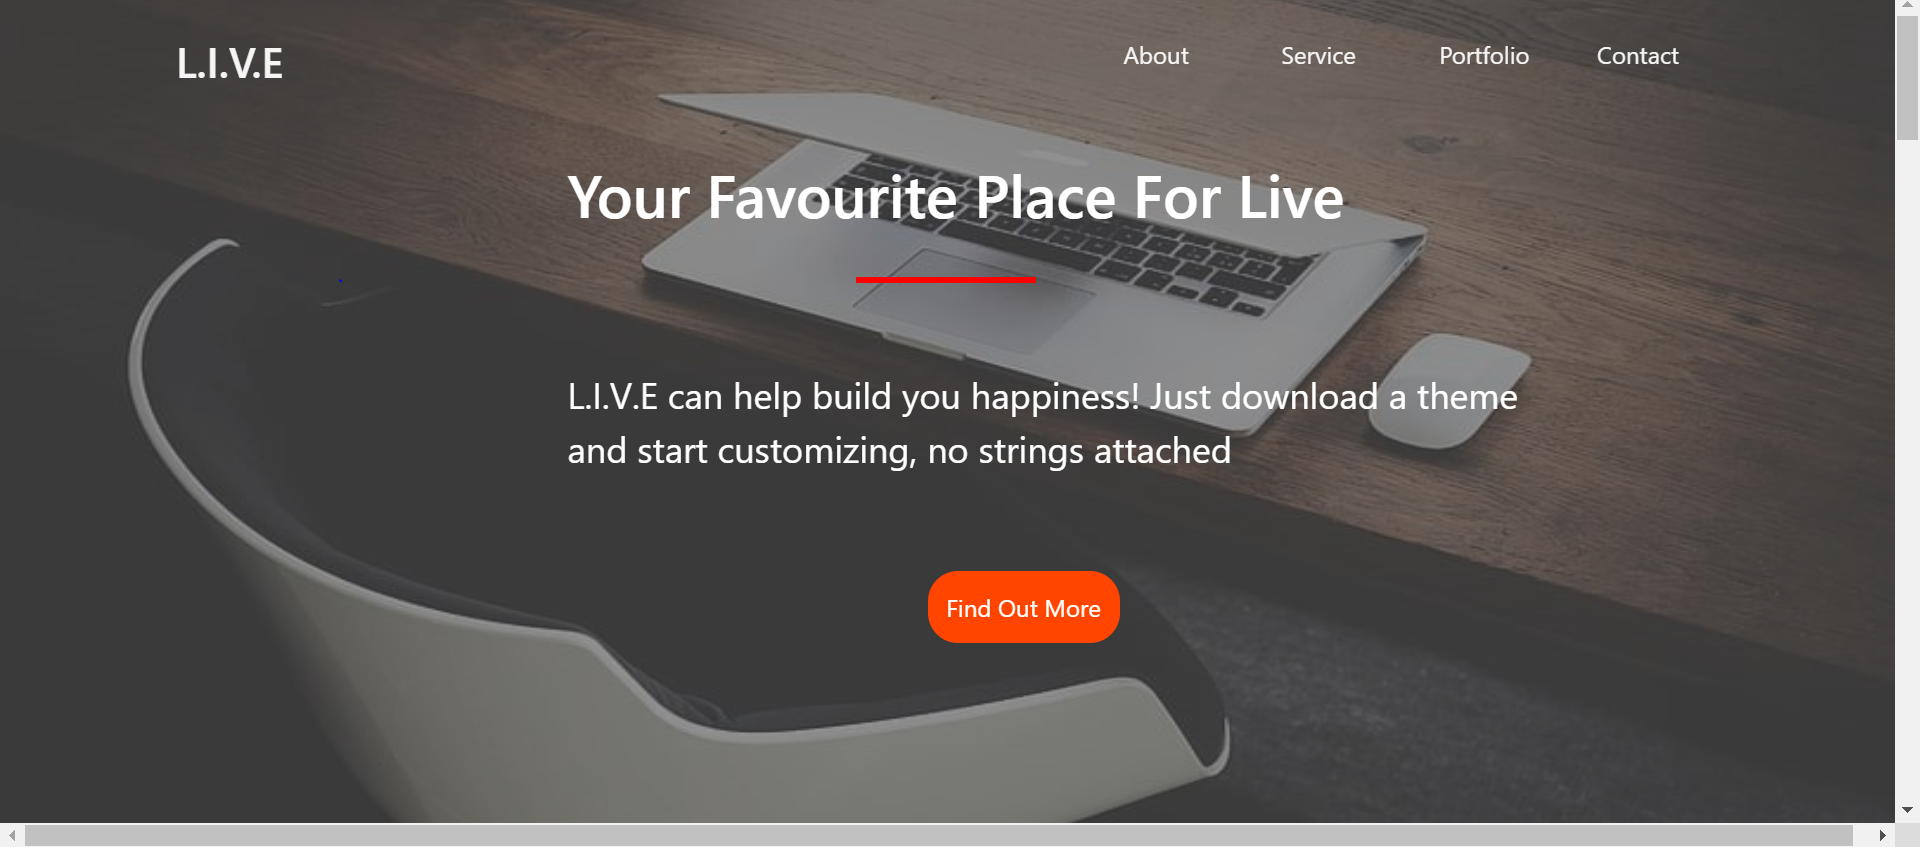 L.I.V.E
About Service Portfolio Contact
Your Favourite Place For Live
L.I.V.E can help build you happiness! Just download a theme
and start customizing, no strings attached
Find Out More